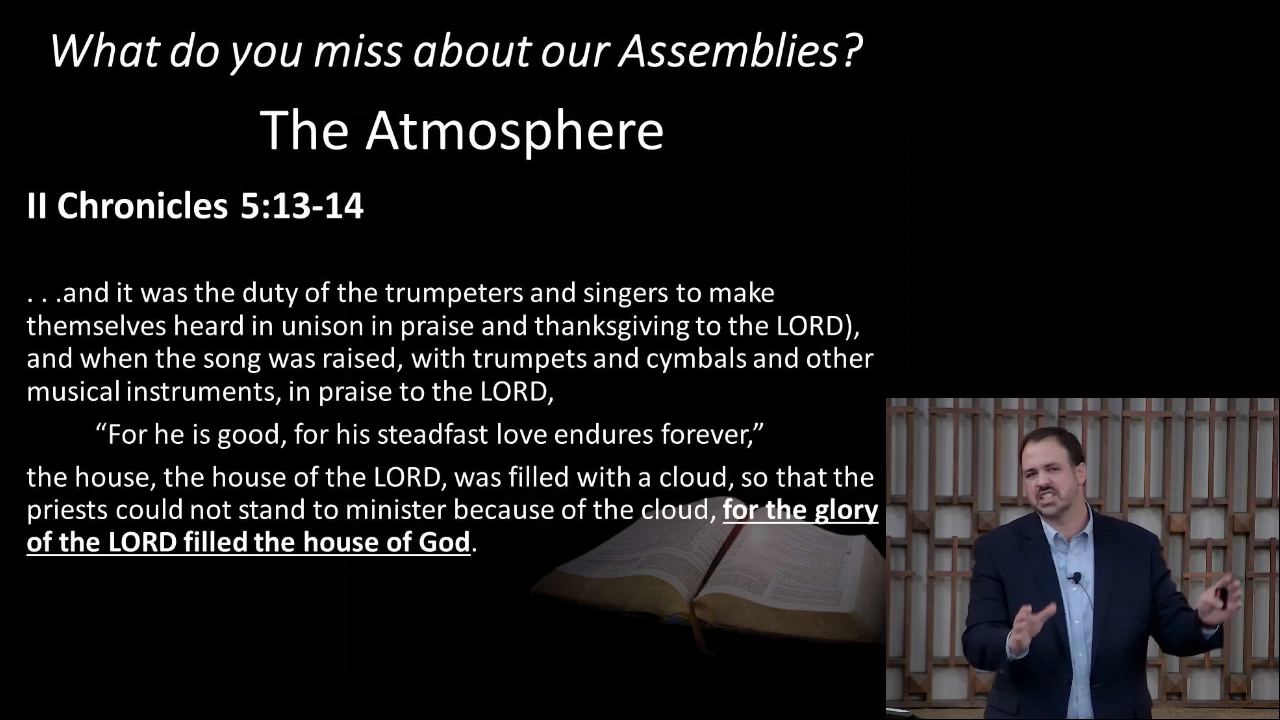 What do you miss about our Assemblies?
The Atmosphere
II Chronicles 5:13-14
. . .and it was the duty of the trumpeters and singers to make
themselves heard in unison in praise and thanksgiving to the LORD),
and when the song was raised, with trumpets and cymbals and other
musical instruments, in praise to the LORD,
“For he is good, for his steadfast love endures forever,”
the house, the house of the LORD, was filled with a cloud, so that the
priests could not stand to minister because of the cloud, for the glory
of the LORD filled the house of God.